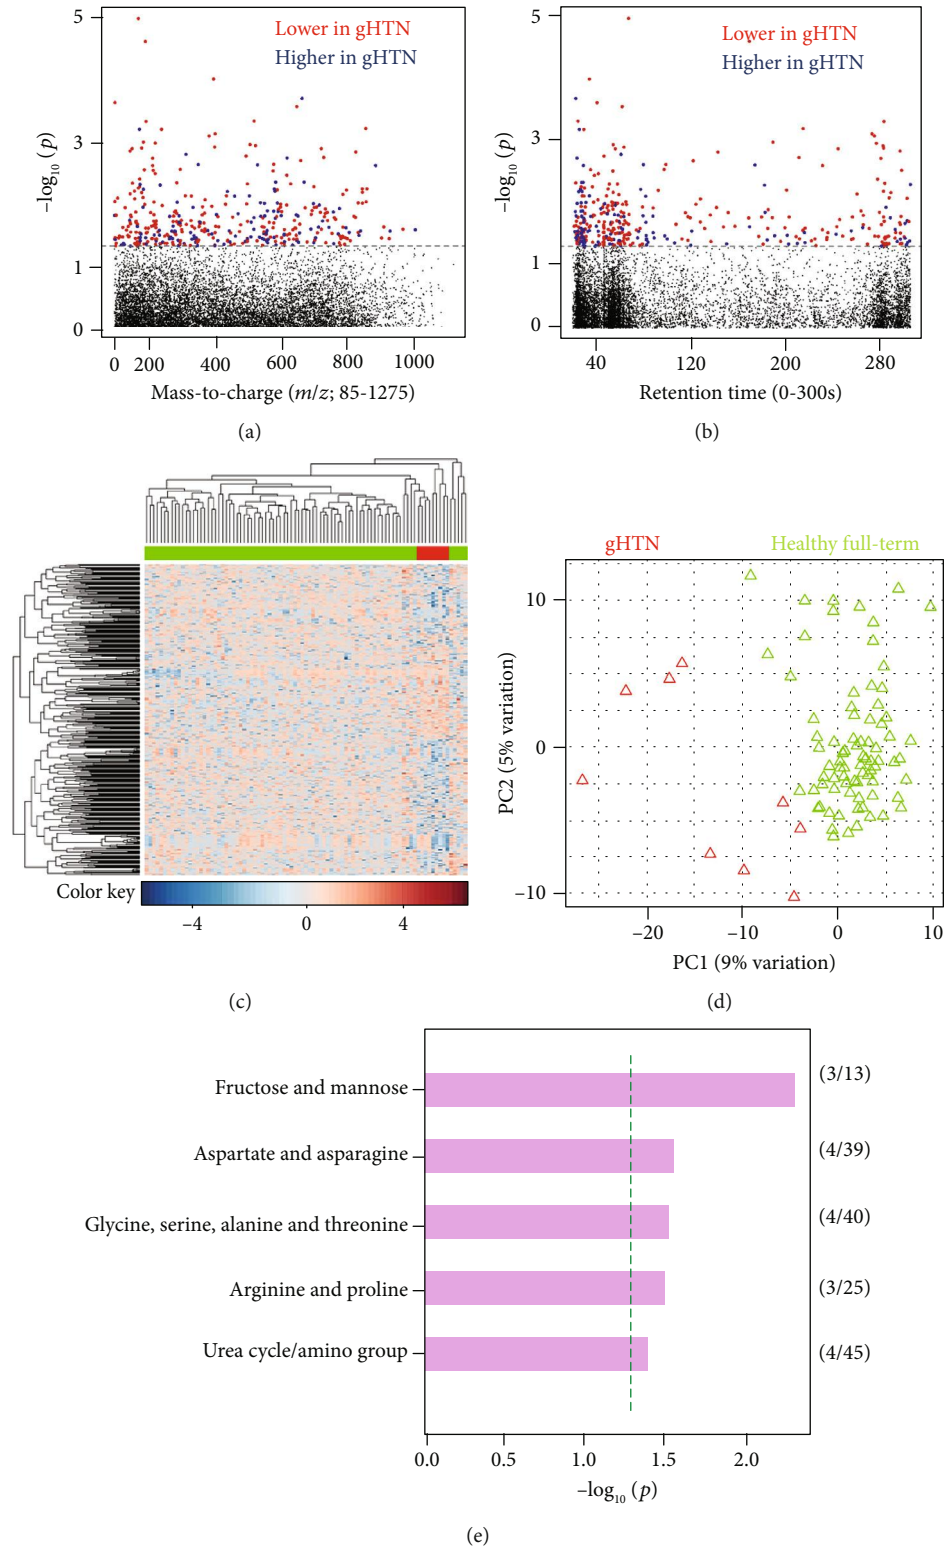 Lower in gHTN
Higher in gHTN
5
3
1
0
–log10 (p)
0 200 400 600 800 1000
Mass-to-charge (m/z; 85-1275)
(a)
Lower in gHTN
Higher in gHTN
5
3
1
0
–log10 (p)
40 120 200 280
Retention time (0-300s)
(b)
Color key
–4 0 4
(c)
gHTN Healthy full-term
10
0
–10
PC2 (5% variation)
–20 –10 0 10
PC1 (9% variation)
(d)
Fructose and mannose (3/13)
Aspartate and asparagine (4/39)
Glycine, serine, alanine and threonine (4/40)
Arginine and proline (3/25)
Urea cycle/amino group (4/45)
0.0 0.5 1.0 1.5 2.0
–log10 (p)
(e)